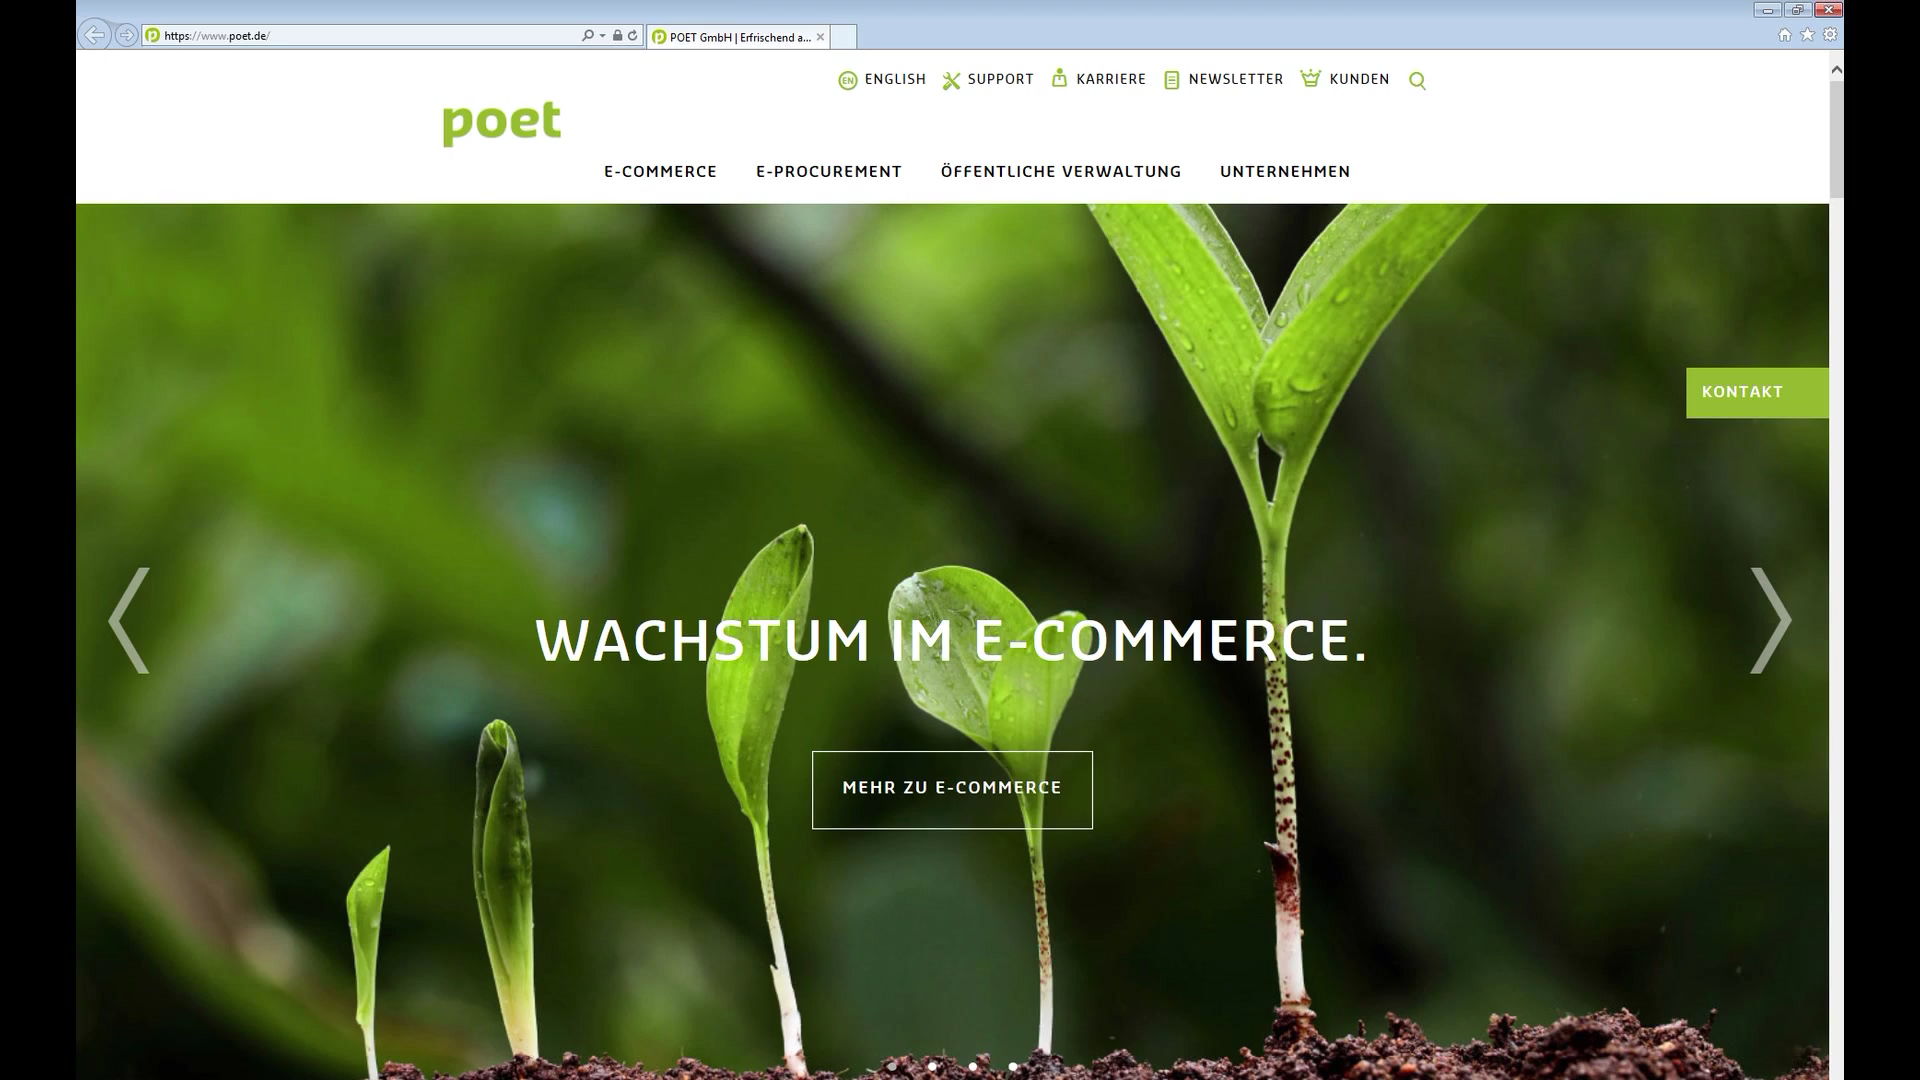 https://www.poet.de/
POET GmbH | Erfrischend a...
EN ENGLISH SUPPORT KARRIERE NEWSLETTER KUNDEN
poet
E-COMMERCE E-PROCUREMENT ÖFFENTLICHE VERWALTUNG UNTERNEHMEN
KONTAKT
WACHSTUM IM E-COMMERCE.
MEHR ZU E-COMMERCE